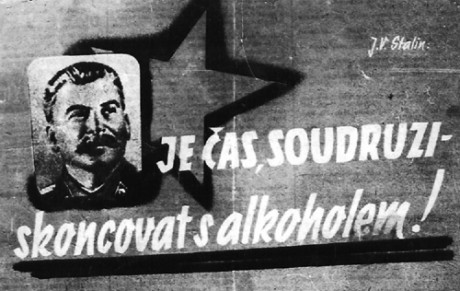 J.V. Stalin:
JE ČAS, SOUDRUZI-
skoncovat s alkoholem!